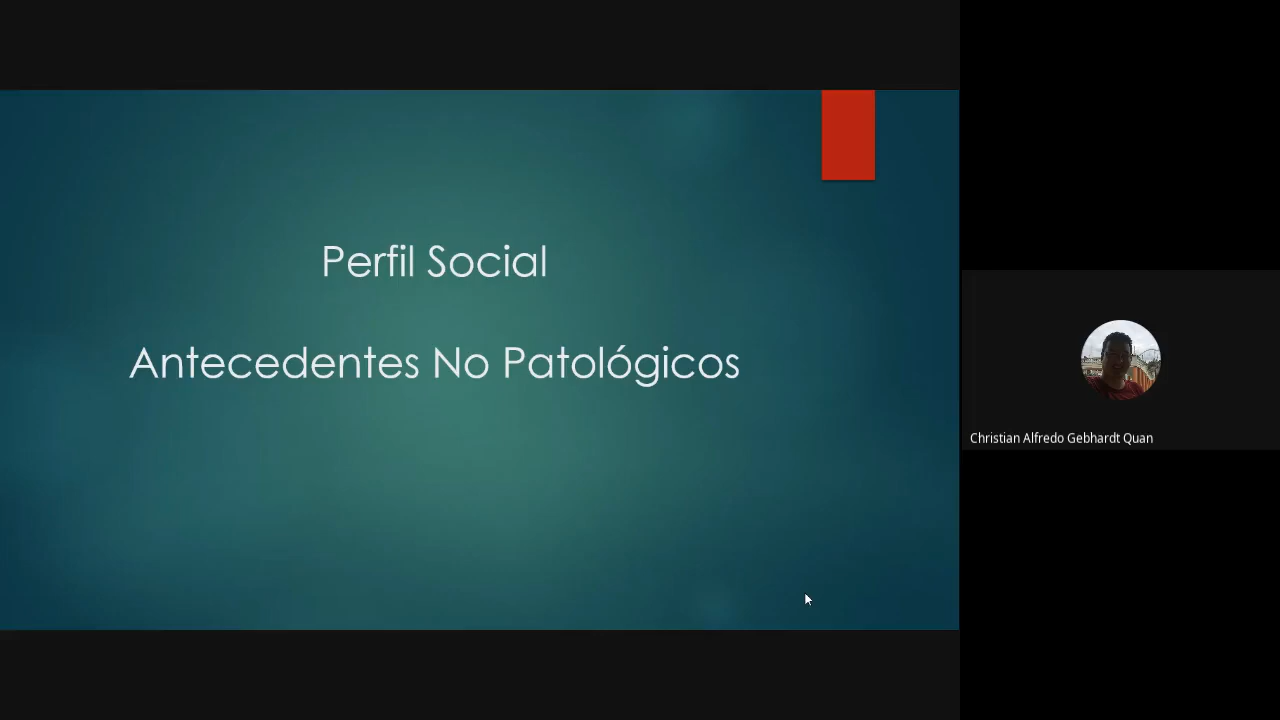 Perfil Social
Antecedentes No Patológicos
Christian Alfredo Gebhardt Quan